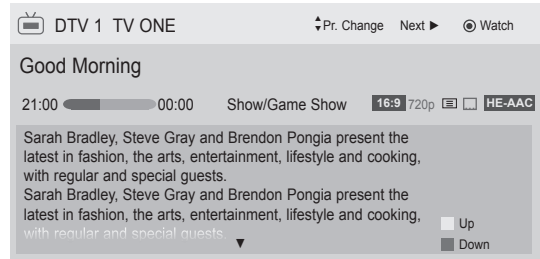 DTV 1 TV ONE Pr. Change Next ► Watch
Good Morning
21:00 00:00 Show/Game Show 16:9 720p HE-AAC
Sarah Bradley, Steve Gray and Brendon Pongia present the
latest in fashion, the arts, entertainment, lifestyle and cooking,
with regular and special guests.
Sarah Bradley, Steve Gray and Brendon Pongia present the
latest in fashion, the arts, entertainment, lifestyle and cooking,
with regular and special guests.
Up
Down